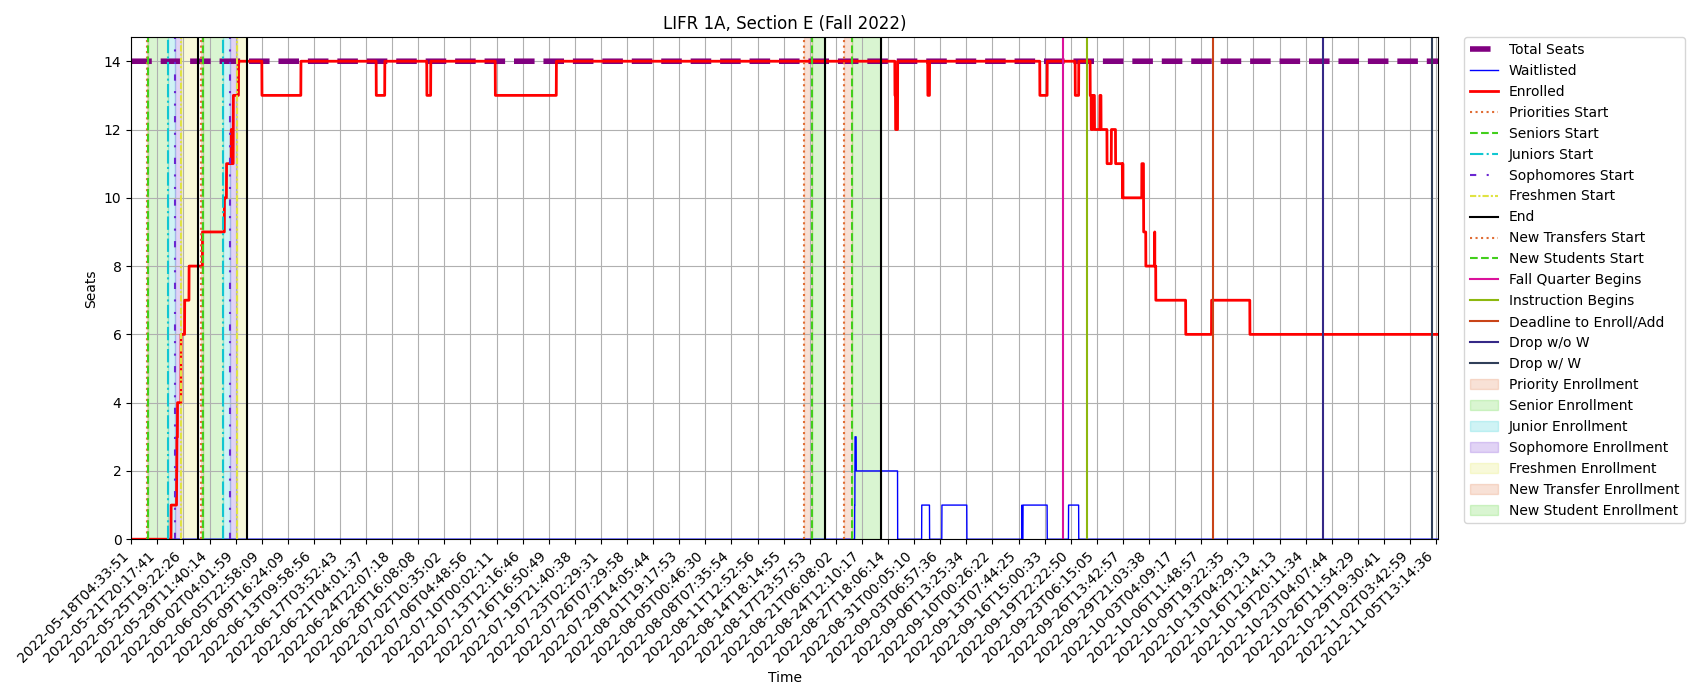 LIFR 1A, Section E (Fall 2022)
Seats
14
12
10
8
6
4
2
0
2022-05-18T04:33:51
2022-05-21T20:17:41
2022-05-25T19:22:26
2022-05-29T11:40:14
2022-06-02T04:01:59
2022-06-05T22:58:09
2022-06-09T16:24:09
2022-06-13T09:58:56
2022-06-17T03:52:43
2022-06-21T04:01:37
2022-06-24T22:07:18
2022-06-28T16:08:08
2022-07-02T10:35:02
2022-07-06T04:48:56
2022-07-10T00:02:11
2022-07-13T12:16:46
2022-07-16T16:50:49
2022-07-19T21:40:38
2022-07-23T02:29:31
2022-07-26T07:29:58
2022-07-29T14:05:44
2022-08-01T19:17:53
2022-08-05T00:46:30
2022-08-08T07:35:54
2022-08-11T12:52:56
2022-08-14T18:14:55
2022-08-17T23:57:53
2022-08-21T06:08:02
2022-08-24T12:10:17
2022-08-27T18:06:14
2022-08-31T00:05:10
2022-09-03T06:57:36
2022-09-06T13:25:34
2022-09-10T00:26:22
2022-09-13T07:44:25
2022-09-16T15:00:33
2022-09-19T22:22:50
2022-09-23T06:15:05
2022-09-26T13:42:57
2022-09-29T21:03:38
2022-10-03T04:09:17
2022-10-06T11:48:57
2022-10-09T19:22:35
2022-10-13T04:29:13
2022-10-16T12:14:13
2022-10-19T20:11:34
2022-10-23T04:07:44
2022-10-26T11:54:29
2022-10-29T19:30:41
2022-11-02T03:42:59
2022-11-05T13:14:36
Time
Total Seats
Waitlisted
Enrolled
Priorities Start
Seniors Start
Juniors Start
Sophomores Start
Freshmen Start
End
New Transfers Start
New Students Start
Fall Quarter Begins
Instruction Begins
Deadline to Enroll/Add
Drop w/o W
Drop w/ W
Priority Enrollment
Senior Enrollment
Junior Enrollment
Sophomore Enrollment
Freshmen Enrollment
New Transfer Enrollment
New Student Enrollment